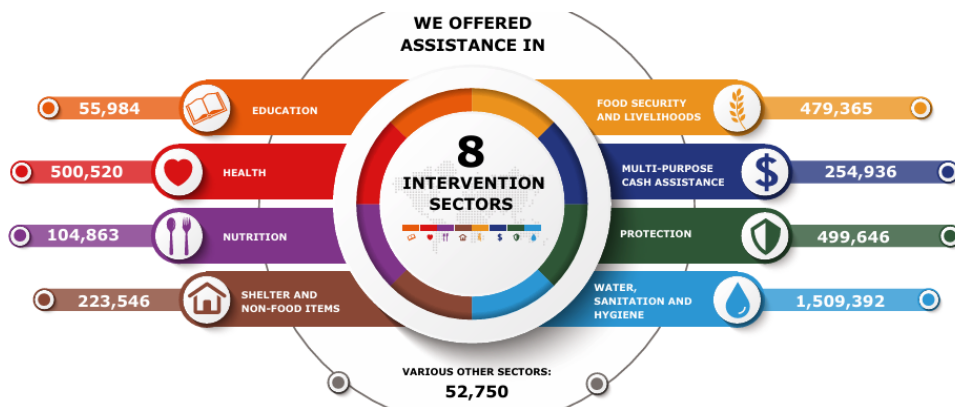 WE OFFERED
ASSISTANCE IN
55,984
EDUCATION
500,520
HEALTH
104,863
NUTRITION
223,546
SHELTER AND
NON-FOOD ITEMS
8
INTERVENTION
SECTORS
FOOD SECURITY
AND LIVELIHOODS
479,365
MULTI-PURPOSE
CASH ASSISTANCE
$
254,936
PROTECTION
499,646
WATER,
SANITATION AND
HYGIENE
1,509,392
VARIOUS OTHER SECTORS:
52,750